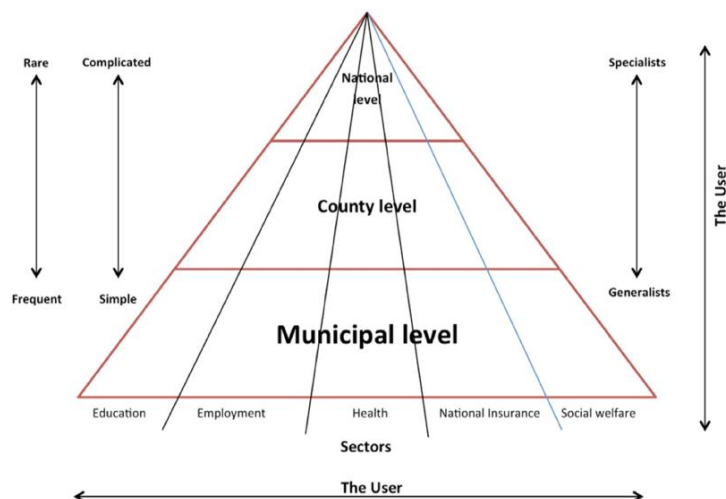 Rare
Complicated
National
level
Specialists
County level
The User
Frequent
Simple
Generalists
Municipal level
Education
Employment
Health
National Insurance
Social welfare
Sectors
The User